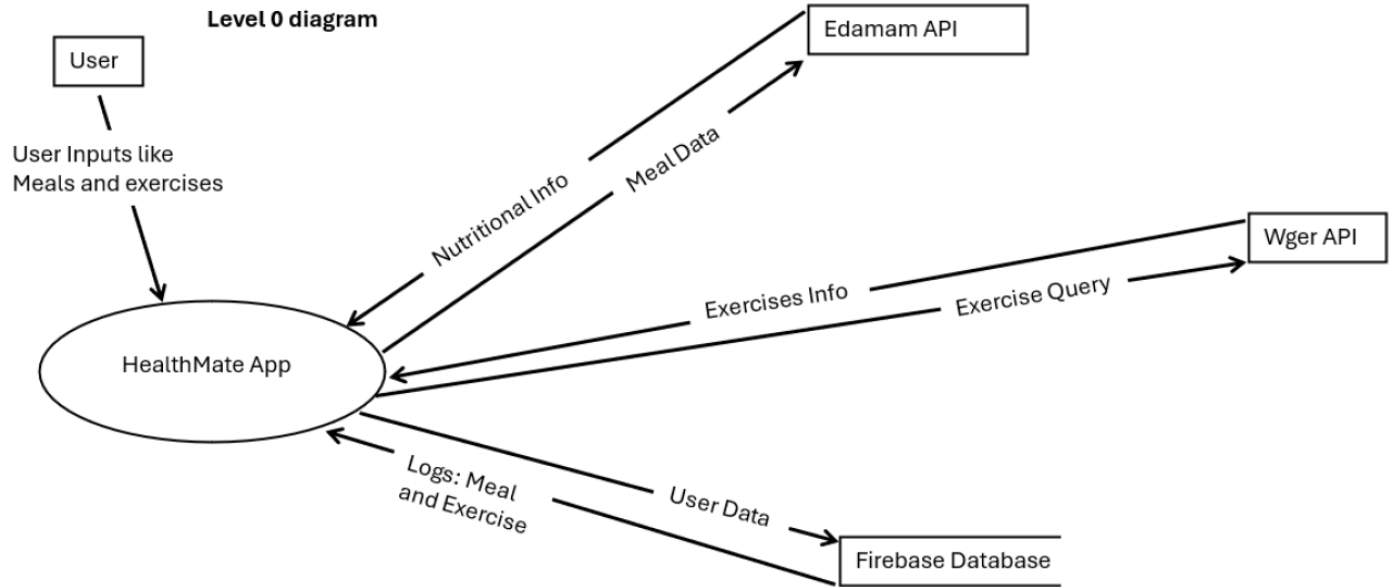 Level 0 diagram
User
Edamam API
User Inputs like
Meals and exercises
Nutritional Info
Meal Data
Wger API
Exercises Info
Exercise Query
HealthMate App
Logs: Meal
and Exercise
User Data
Firebase Database